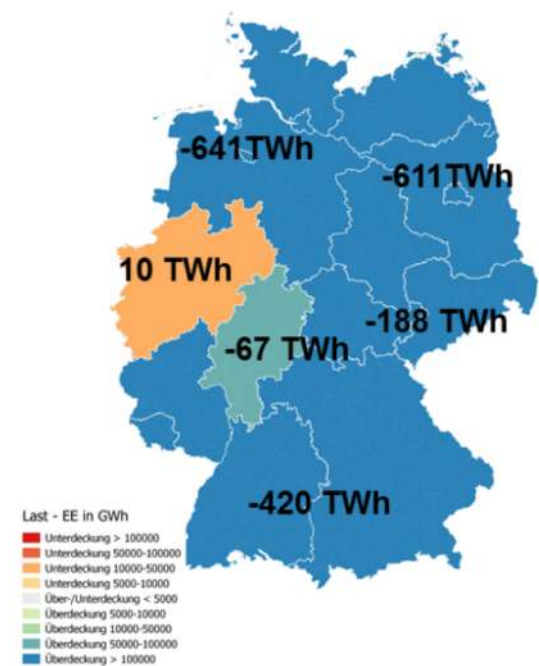 -641TWh
-611TWh
10 TWh
-188 TWh
-67 TWh
-420 TWh
Last - EE in GWh
Unterdeckung > 100000
Unterdeckung 50000-100000
Unterdeckung 10000-50000
Unterdeckung 5000-10000
Über-/Unterdeckung < 5000
Überdeckung 5000-10000
Überdeckung 10000-50000
Überdeckung 50000-100000
Überdeckung > 100000